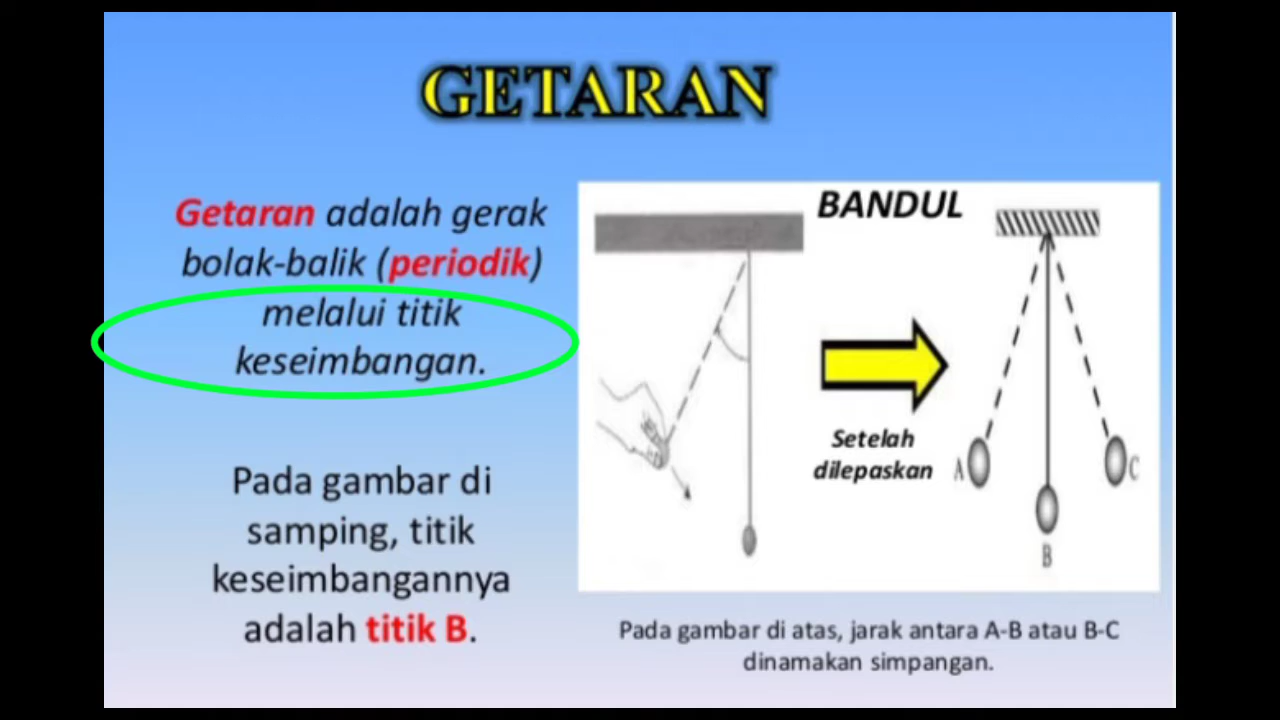 GETARAN
Getaran adalah gerak
bolak-balik (periodik)
melalui titik
keseimbangan.
Pada gambar di
samping, titik
keseimbangannya
adalah titik B.
BANDUL
Setelah
dilepaskan
A
B
C
Pada gambar di atas, jarak antara A-B atau B-C
dinamakan simpangan.